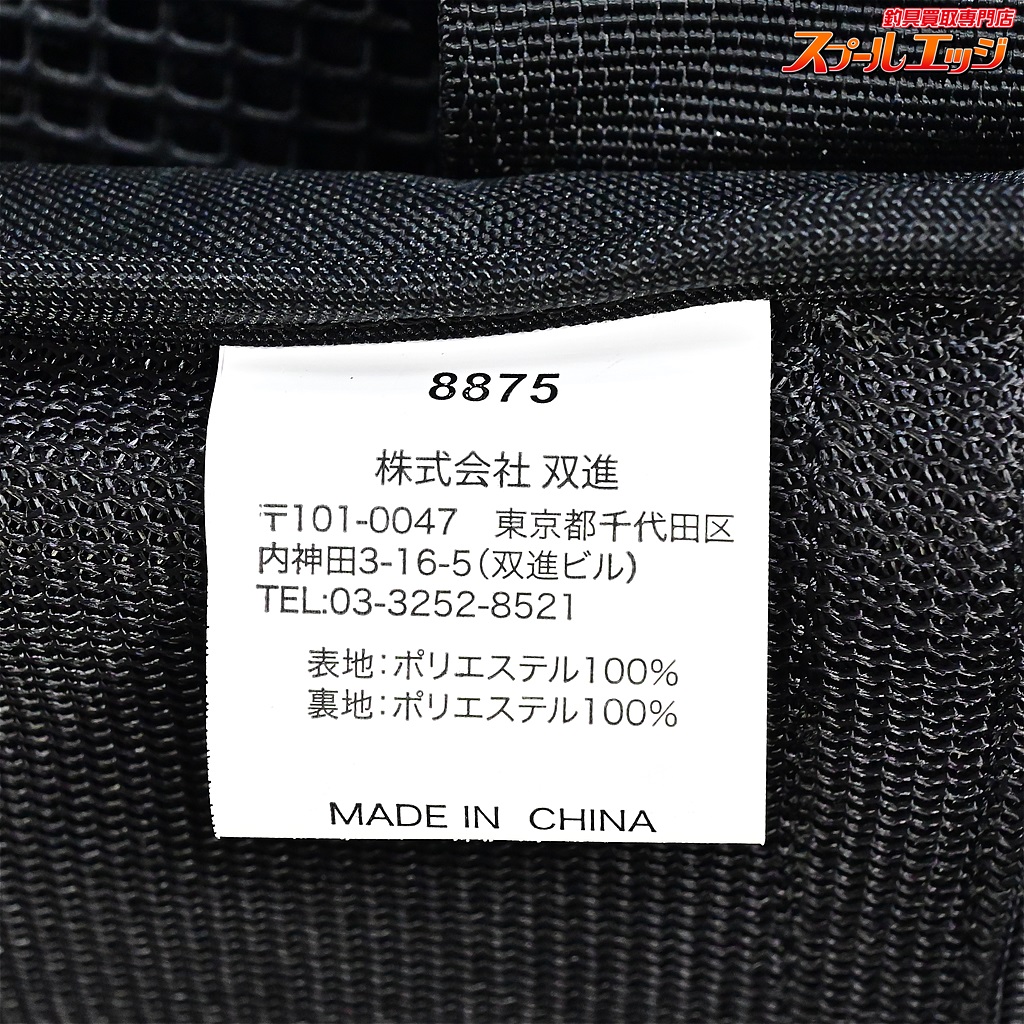 釣具買取専門店
スプールエッジ
8875
株式会社 双進
〒101-0047 東京都千代田区
内神田3-16-5(双進ビル)
TEL:03-3252-8521
表地:ポリエステル100%
裏地:ポリエステル100%
MADE IN CHINA